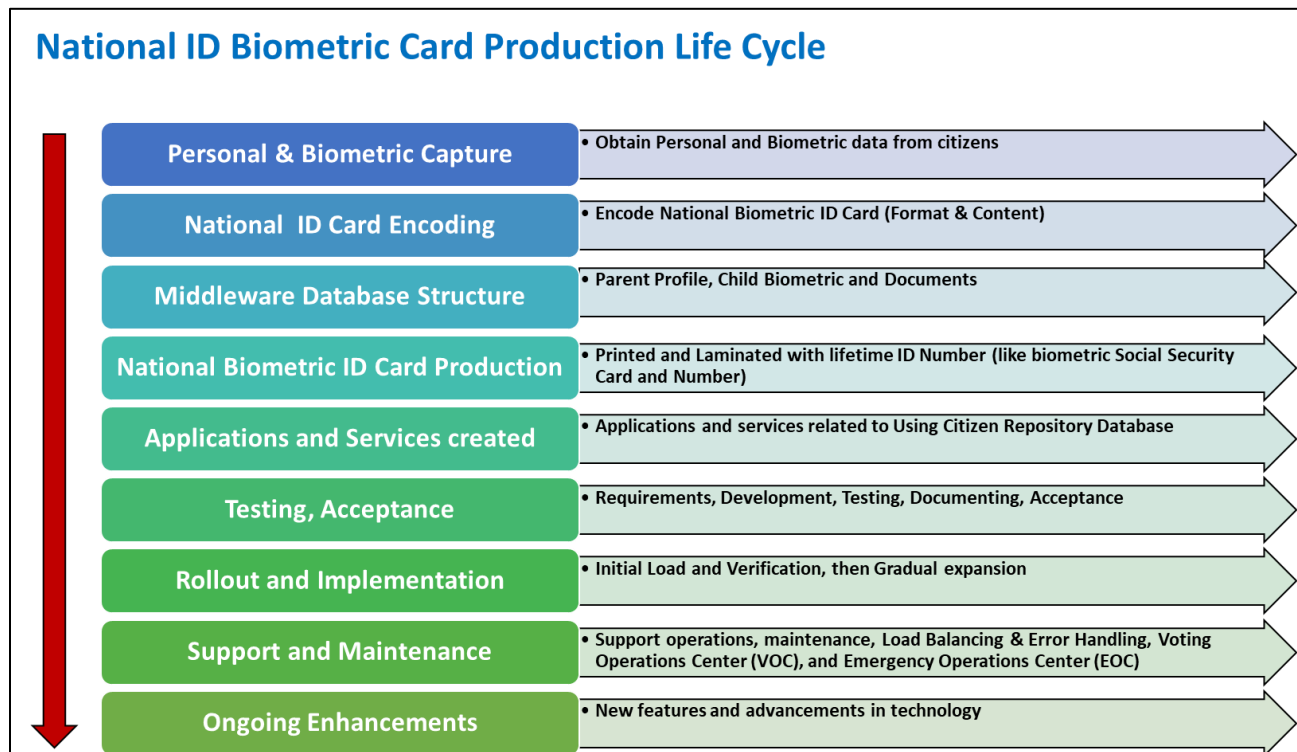 National ID Biometric Card Production Life Cycle
Personal & Biometric Capture
• Obtain Personal and Biometric data from citizens
National ID Card Encoding
• Encode National Biometric ID Card (Format & Content)
Middleware Database Structure
• Parent Profile, Child Biometric and Documents
National Biometric ID Card Production
• Printed and Laminated with lifetime ID Number (like biometric Social Security
Card and Number)
Applications and Services created
• Applications and services related to Using Citizen Repository Database
Testing, Acceptance
• Requirements, Development, Testing, Documenting, Acceptance
Rollout and Implementation
• Initial Load and Verification, then Gradual expansion
Support and Maintenance
• Support operations, maintenance, Load Balancing & Error Handling, Voting
Operations Center (VOC), and Emergency Operations Center (EOC)
Ongoing Enhancements
• New features and advancements in technology